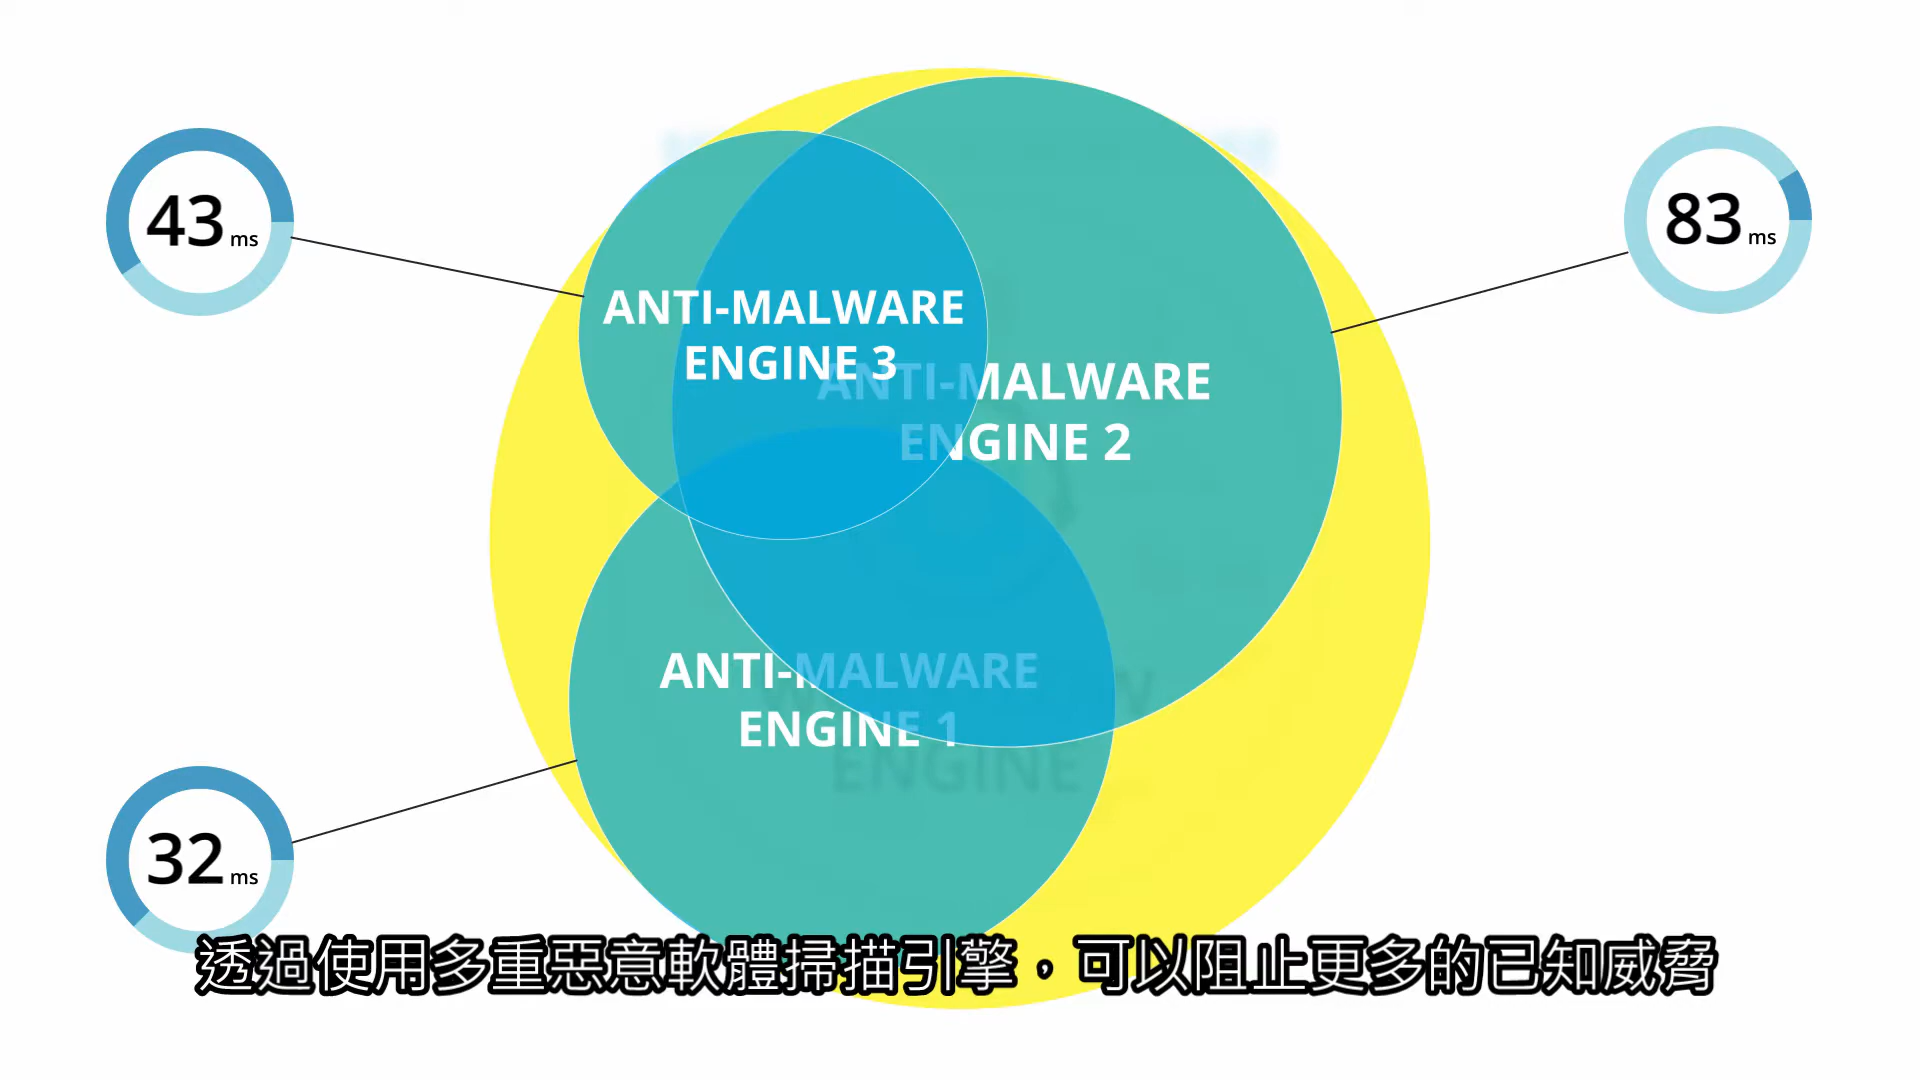 43 ms
83 ms
ANTI-MALWARE
ENGINE 3
ANTI-MALWARE
ENGINE 2
ANTI-MALWARE
ENGINE 1
ENGINE
32 ms
透過使用多重惡意軟體掃描引擎，可以阻止更多的已知威脅